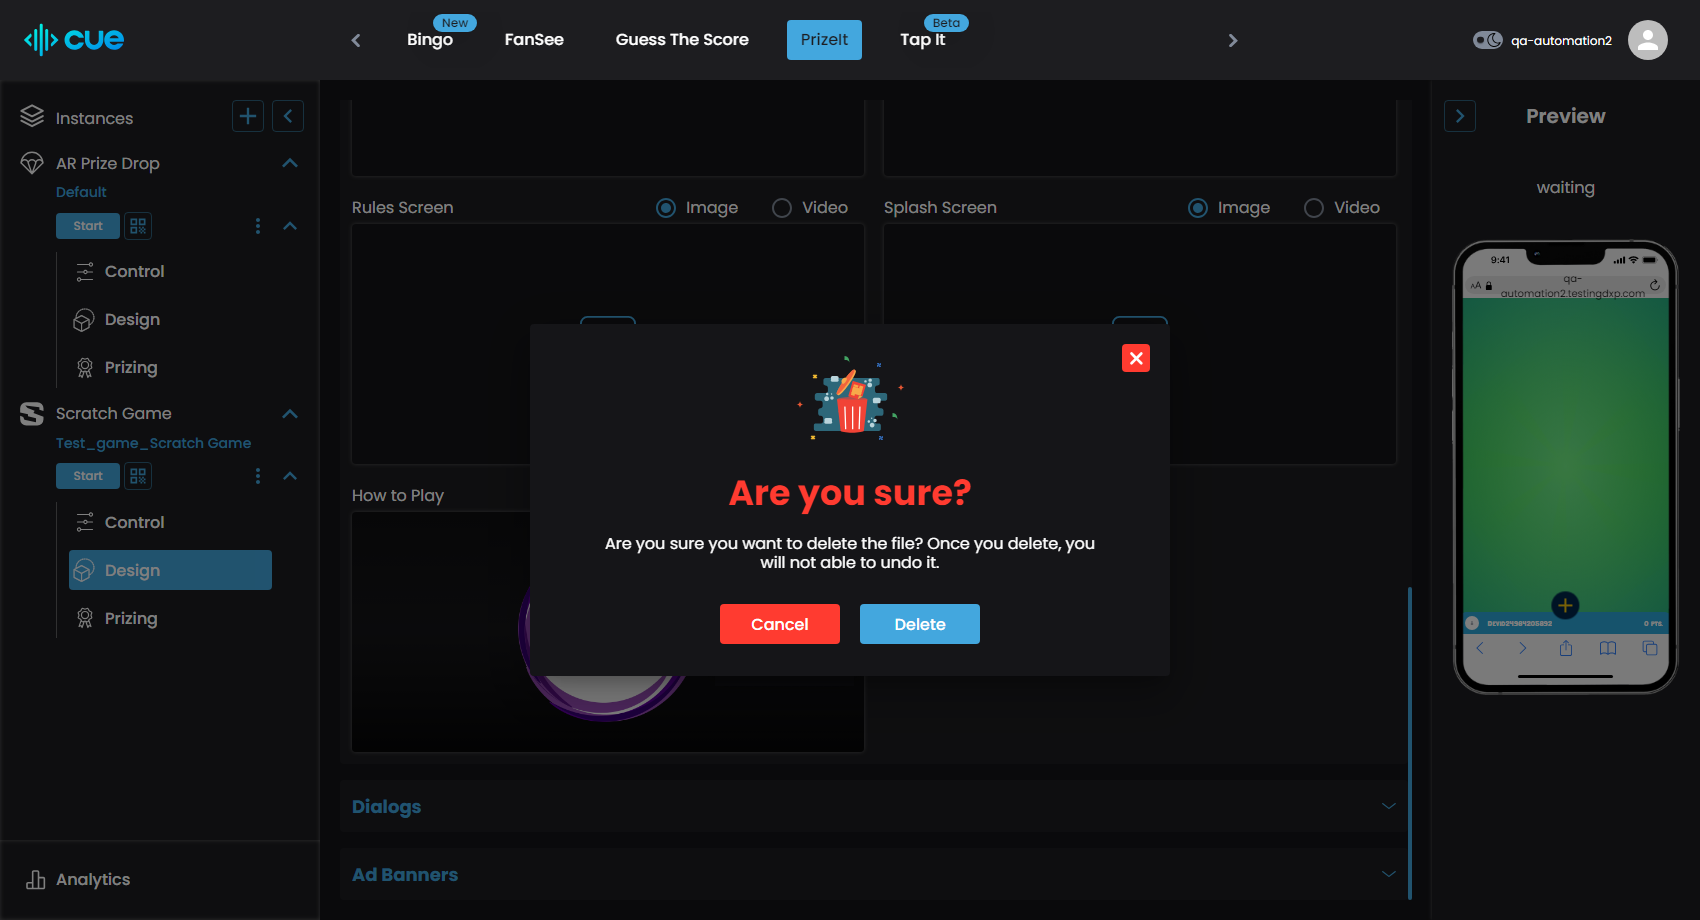 cue
New
Beta
Bingo
FanSee
Guess The Score
PrizeIt
Tap It
qa-automation2
Instances
AR Prize Drop
Default
Start
Control
Design
Prizing
Scratch Game
Test_game_Scratch Game
Start
Control
Design
Prizing
Analytics
Rules Screen
Image
Video
Splash Screen
Image
Video
How to Play
Are you sure?
Are you sure you want to delete the file? Once you delete, you
will not able to undo it.
Cancel
Delete
Dialogs
Ad Banners
Preview
waiting
9:41
AA
qa-
automation2.testingdxp.com
0 PTS.